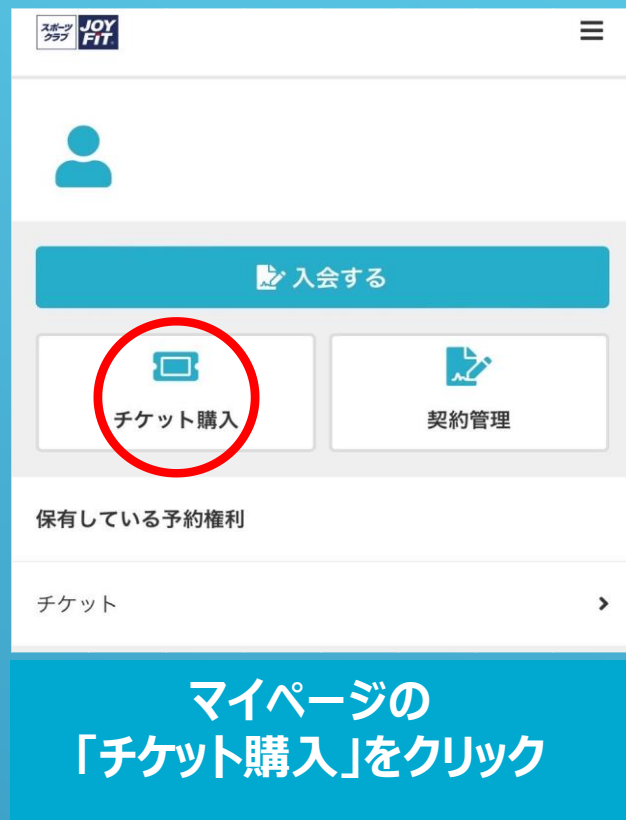 スポーツ
クラブ
JOY
FIT
入会する
チケット購入
契約管理
保有している予約権利
チケット
マイページの
「チケット購入」をクリック